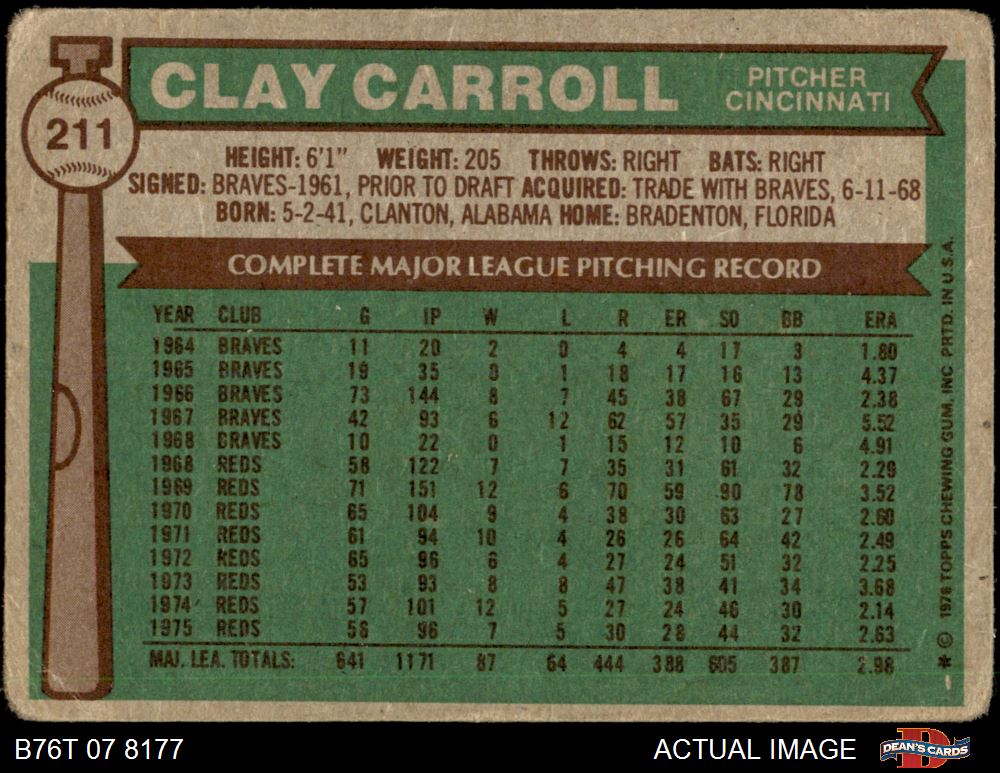 211
CLAY CARROLL
PITCHER
CINCINNATI
HEIGHT: 6'1" WEIGHT: 205 THROWS: RIGHT BATS: RIGHT
SIGNED: BRAVES-1961, PRIOR TO DRAFT ACQUIRED: TRADE WITH BRAVES, 6-11-68
BORN: 5-2-41, CLANTON, ALABAMA HOME: BRADENTON, FLORIDA
COMPLETE MAJOR LEAGUE PITCHING RECORD
YEAR CLUB G IP W L R ER SO BB ERA
1964 BRAVES 11 20 2 0 4 4 17 3 1.80
1965 BRAVES 19 35 0 1 18 17 16 13 4.37
1966 BRAVES 73 144 8 7 45 38 67 29 2.38
1967 BRAVES 42 93 6 12 62 57 35 29 5.52
1968 BRAVES 10 22 0 1 15 12 10 6 4.91
1968 REDS 58 122 7 7 35 31 61 32 2.29
1969 REDS 71 151 12 6 70 59 90 78 3.52
1970 REDS 65 104 9 4 38 30 63 27 2.60
1971 REDS 61 94 10 4 26 26 64 42 2.49
1972 REDS 65 96 6 4 27 24 51 32 2.25
1973 REDS 53 93 8 8 47 38 41 34 3.68
1974 REDS 57 101 12 5 27 24 46 30 2.14
1975 REDS 56 96 7 5 30 28 44 32 2.63
MAJ. LEA. TOTALS: 641 1171 87 64 444 388 605 387 2.98
* © 1976 TOPPS CHEWING GUM, INC PRTD. IN U.S.A.
B76T 07 8177
ACTUAL IMAGE
DEAN'S CARDS